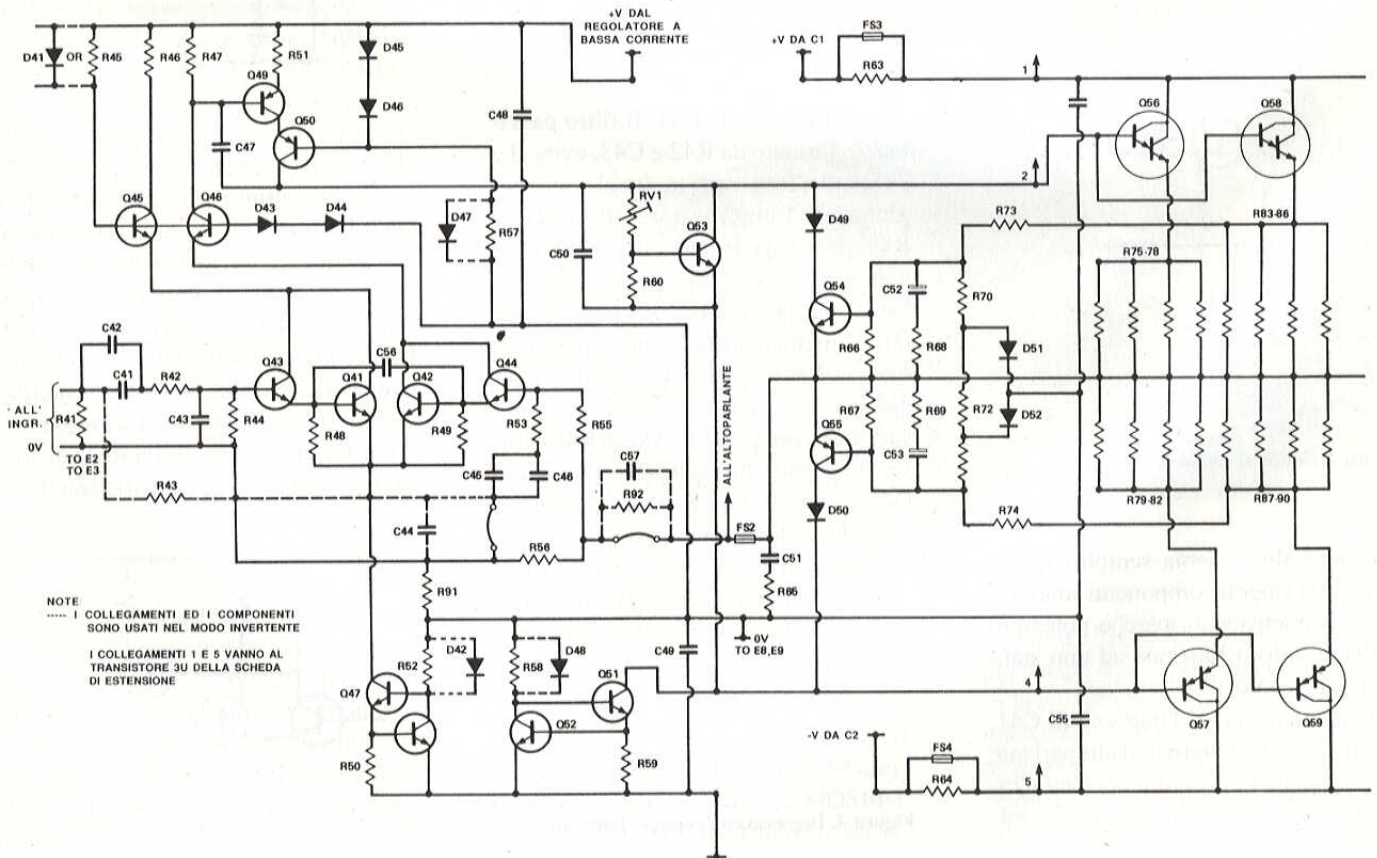 +V DAL
REGOLATORE A
BASSA CORRENTE
+V DA C1
FS3
R63
1
D41
OR
R45
R46
R47
R51
D45
D46
Q49
Q50
C47
C48
Q56
Q58
2
Q45
Q46
D43
D44
D47
R57
RV1
C50
Q53
R60
D49
R73
R83-86
R75-78
Q54
C52
R70
R66
R68
D51
C42
C41
R42
Q43
C56
Q44
Q41
Q42
ALL'
INGR.
R41
C43
R44
R48
R49
R53
R55
R67
R69
R72
D52
0V
TO E2
TO E3
Q55
C53
C45
C46
C57
R92
ALL'ALTOPARLANTE
R43
C44
FS2
D50
R74
R79-82
R87-90
R56
C51
R91
R66
NOTE:
----- I COLLEGAMENTI ED I COMPONENTI
SONO USATI NEL MODO INVERTENTE
I COLLEGAMENTI 1 E 5 VANNO AL
TRANSISTORE 3U DELLA SCHEDA
DI ESTENSIONE
0V
TO E8,E9
R52
D42
R58
D48
C49
Q47
Q51
Q52
4
R50
R59
C55
Q57
Q59
-V DA C2
FS4
R64
5